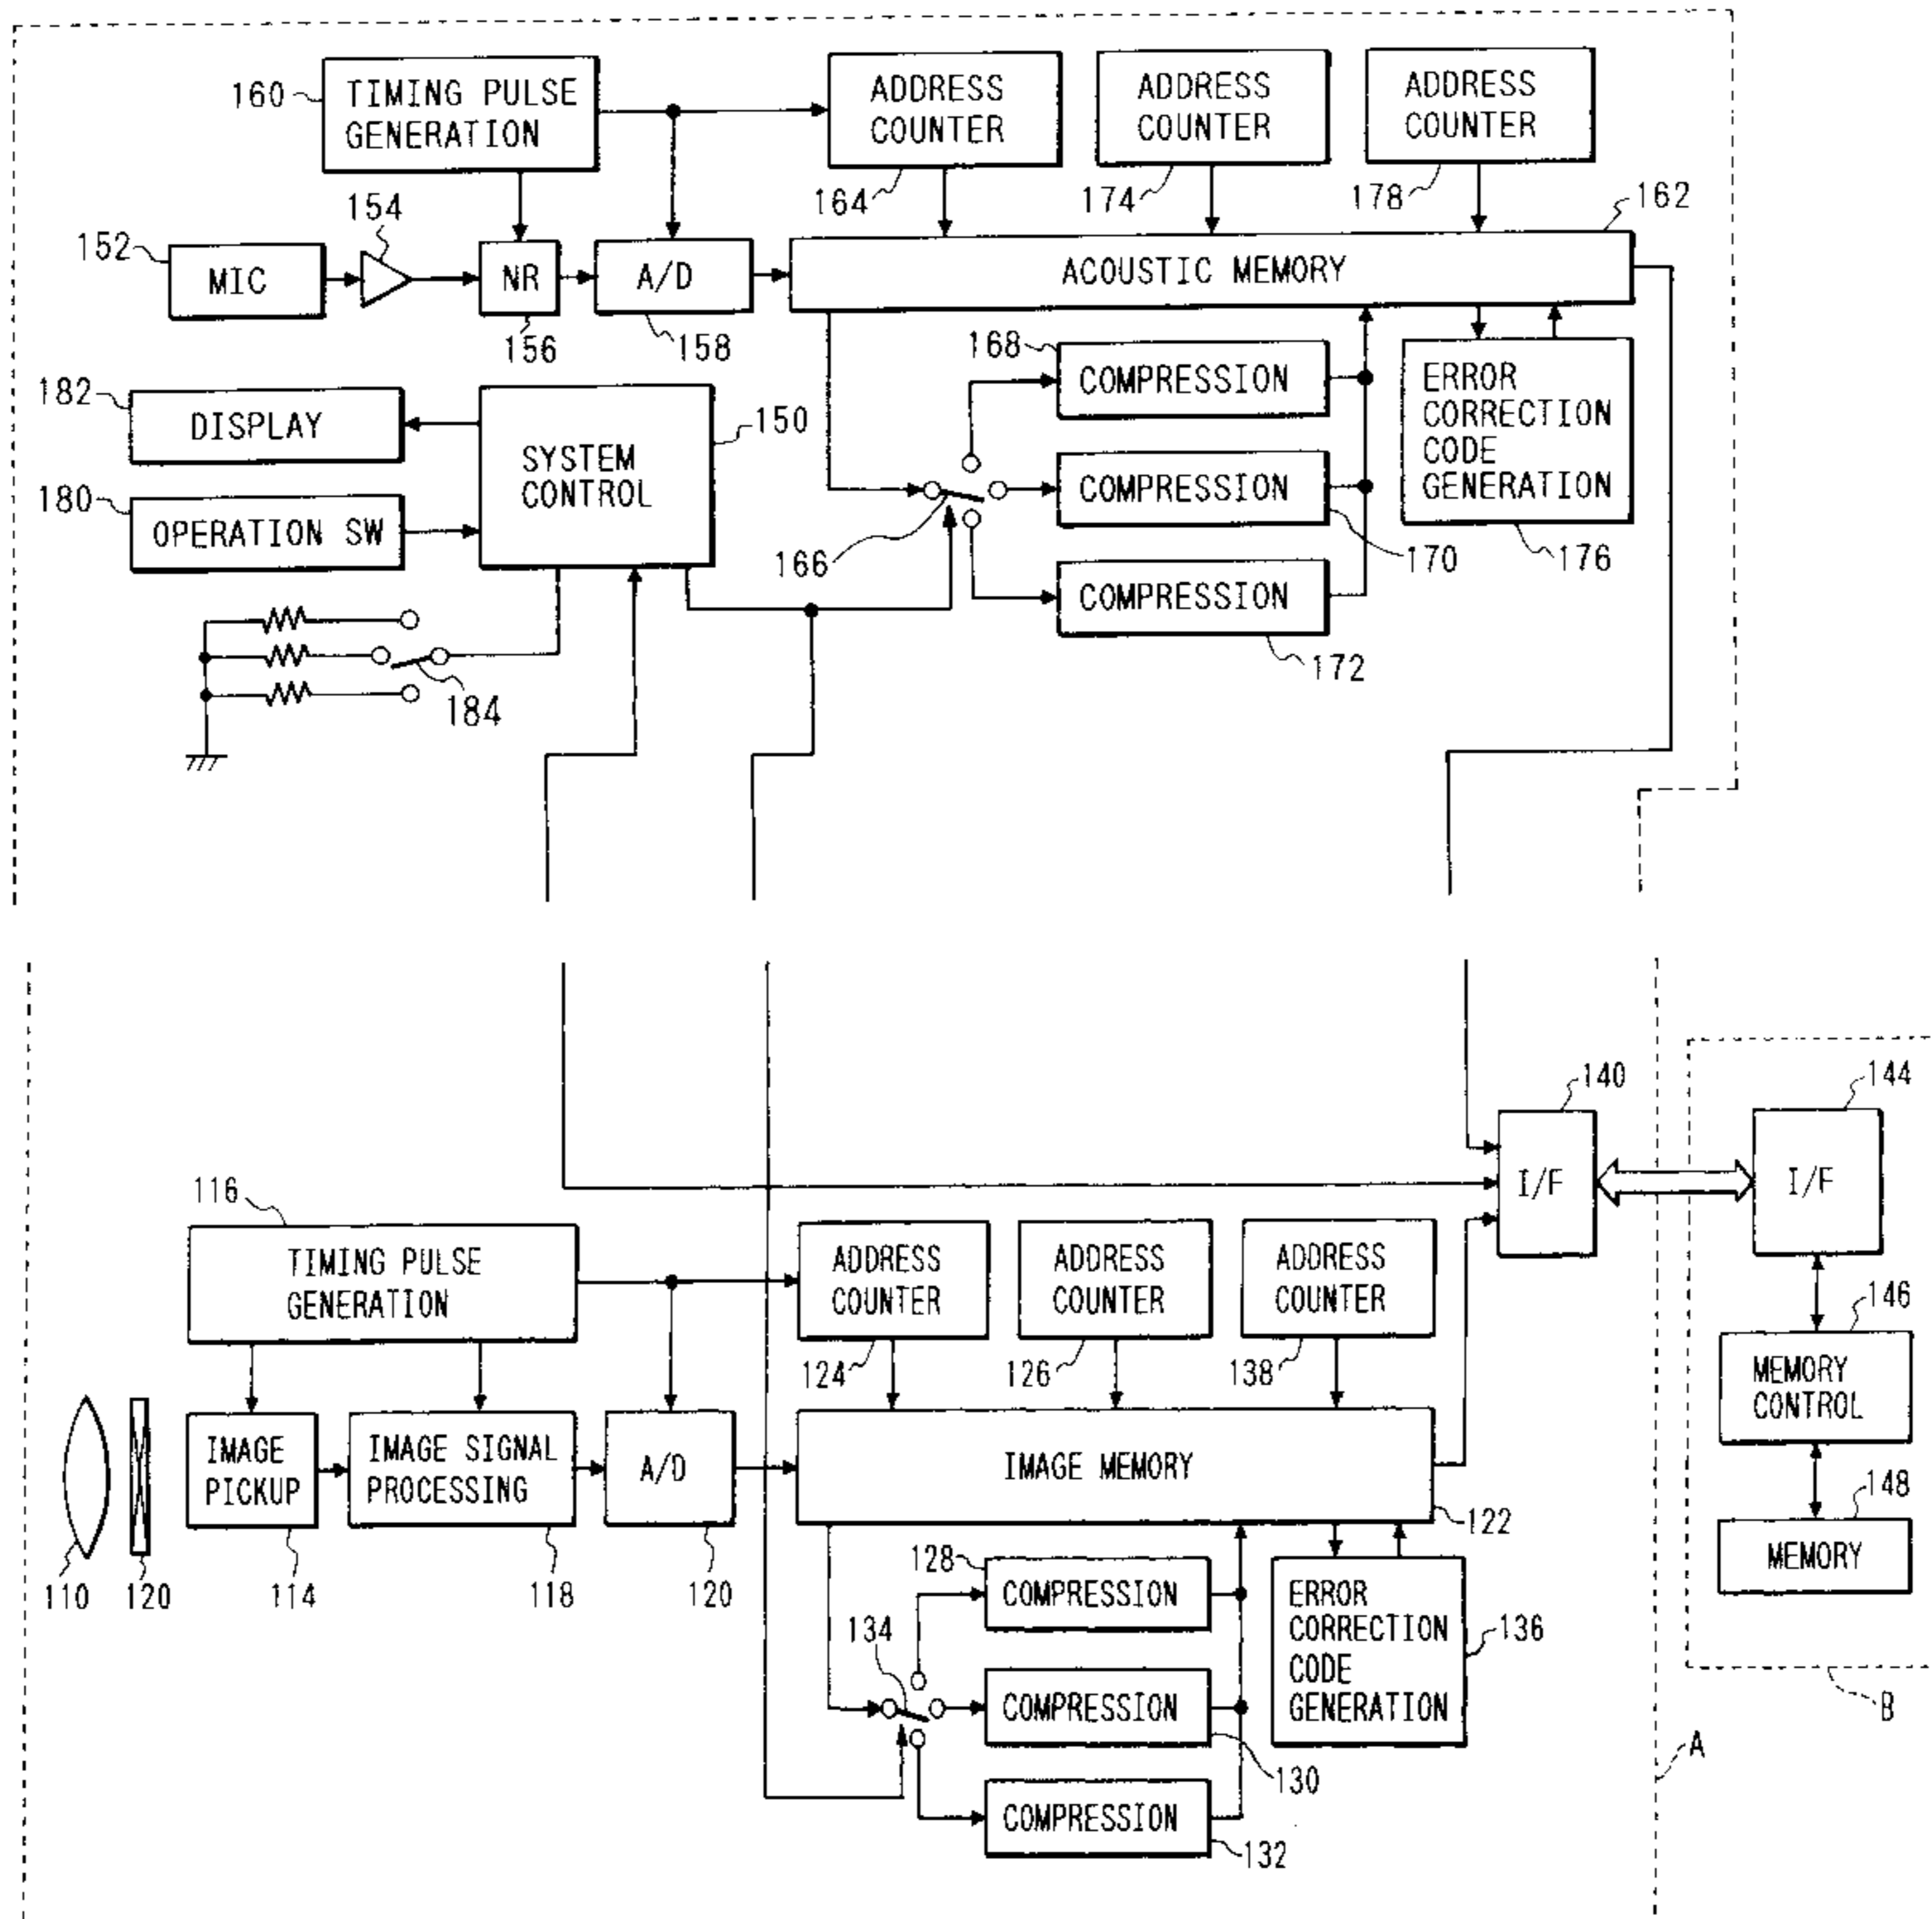 160
TIMING PULSE
GENERATION
ADDRESS
COUNTER
ADDRESS
COUNTER
ADDRESS
COUNTER
164
174
178
162
152
MIC
154
NR
156
A/D
158
ACOUSTIC MEMORY
182
DISPLAY
180
OPERATION SW
SYSTEM
CONTROL
150
168
COMPRESSION
COMPRESSION
170
COMPRESSION
172
166
ERROR
CORRECTION
CODE
GENERATION
176
184
140
I/F
144
I/F
116
TIMING PULSE
GENERATION
ADDRESS
COUNTER
ADDRESS
COUNTER
ADDRESS
COUNTER
124
126
138
146
MEMORY
CONTROL
148
MEMORY
110
120
IMAGE
PICKUP
114
IMAGE SIGNAL
PROCESSING
118
A/D
120
IMAGE MEMORY
122
128
COMPRESSION
134
COMPRESSION
130
COMPRESSION
132
ERROR
CORRECTION
CODE
GENERATION
136
B
A